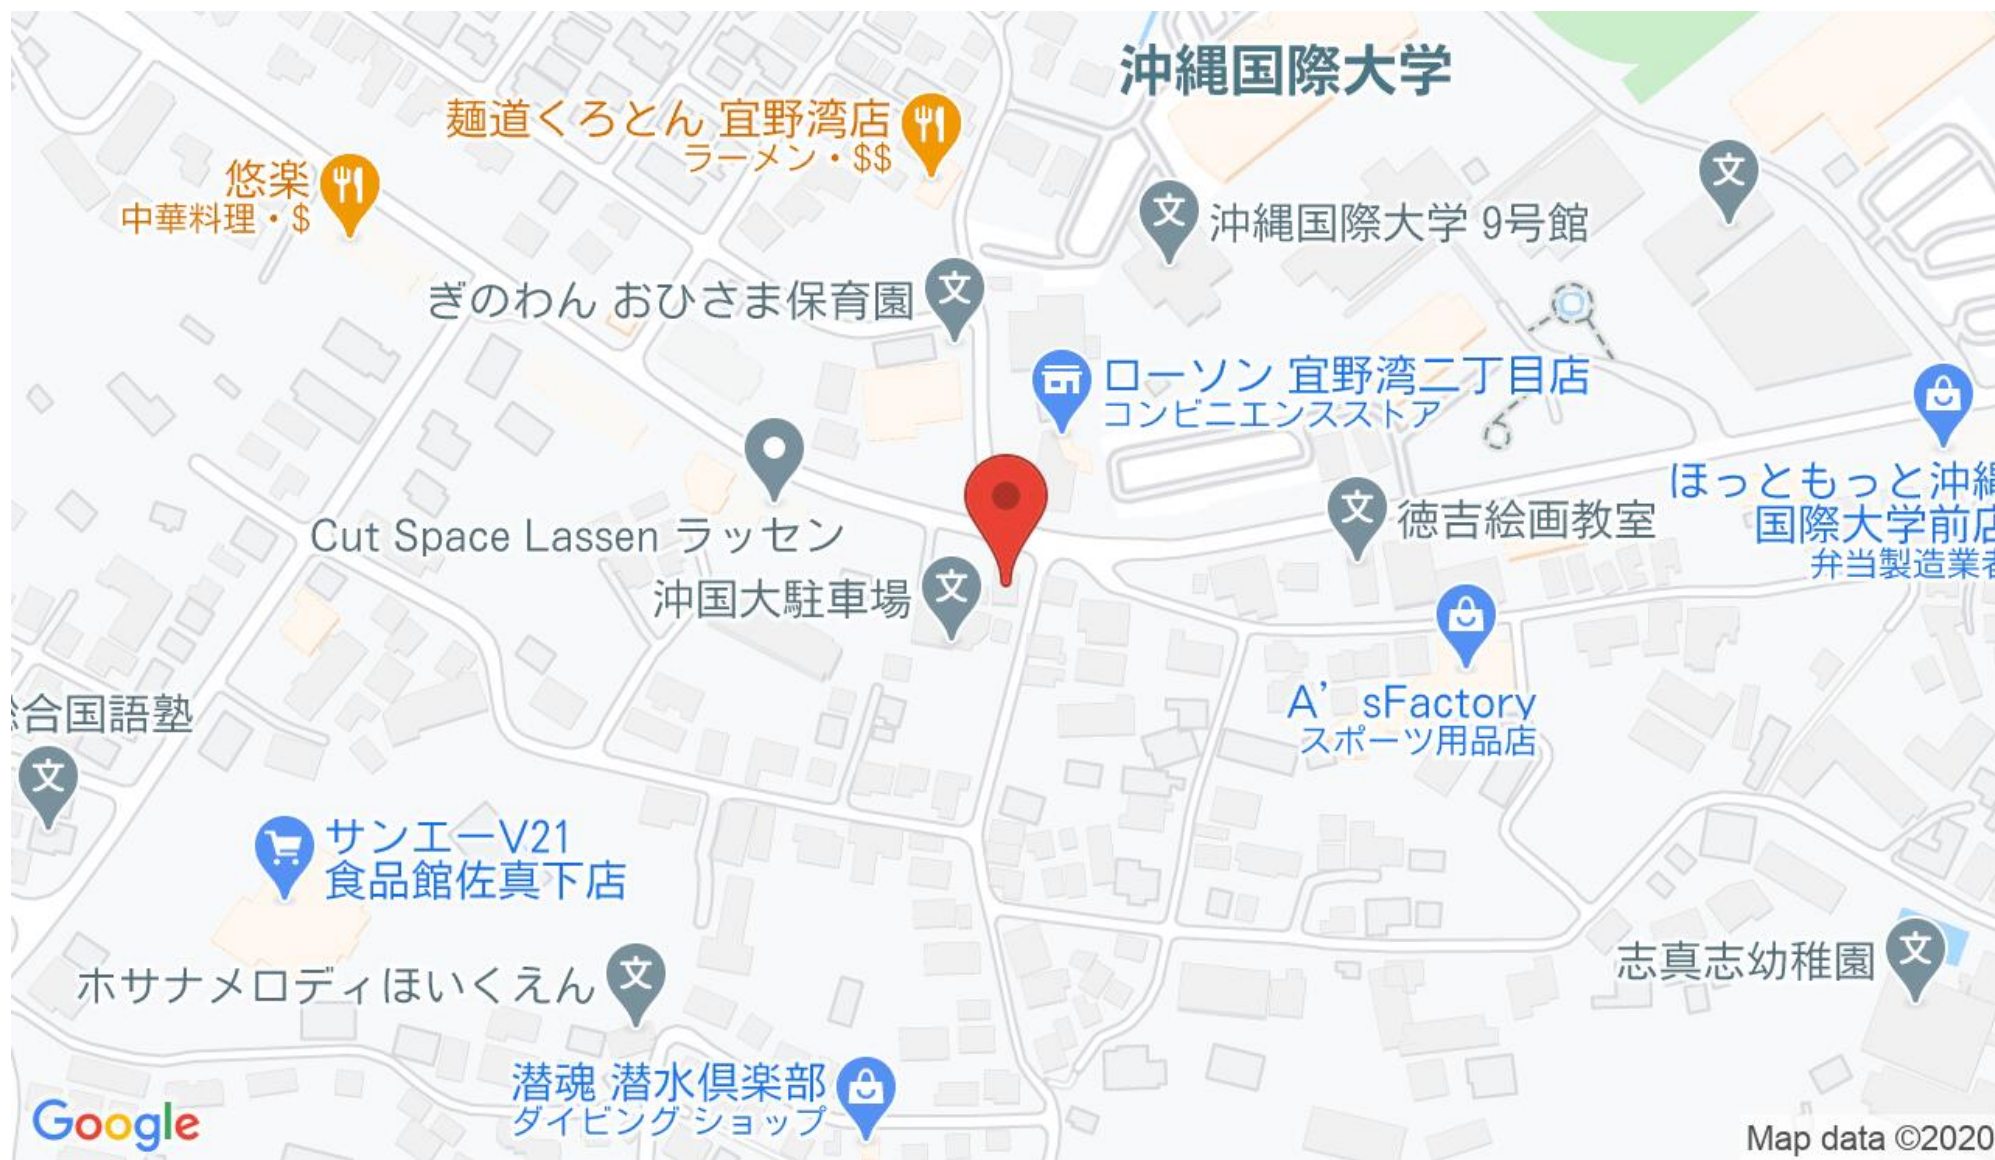 沖縄国際大学
麺道くろとん 宜野湾店
ラーメン・$$
悠楽
中華料理・$
文
文
沖縄国際大学 9号館
ぎのわん おひさま保育園
文
ローソン 宜野湾二丁目店
コンビニエンスストア
ほっともっと沖縄
国際大学前店
弁当製造業者
文
徳吉絵画教室
Cut Space Lassen ラッセン
沖国大駐車場
文
A'sFactory
スポーツ用品店
合国語塾
文
サンエーV21
食品館佐真下店
ホサナメロディほいくえん
文
志真志幼稚園
文
潜魂 潜水倶楽部
ダイビング ショップ
Google
Map data ©2020